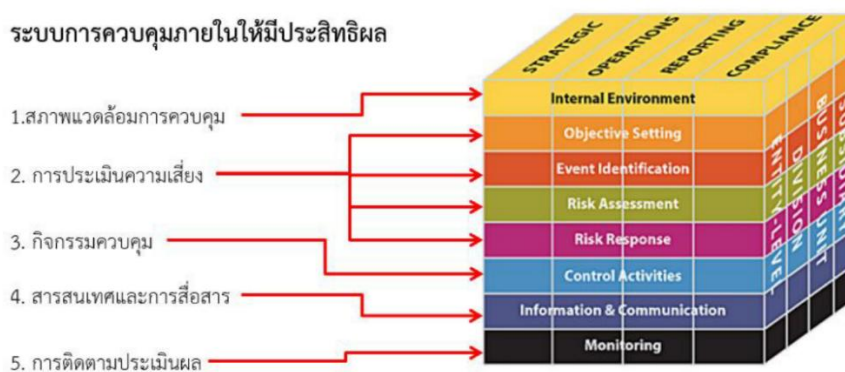 ระบบการควบคุมภายในให้มีประสิทธิผล
1.สภาพแวดล้อมการควบคุม
2. การประเมินความเสี่ยง
3. กิจกรรมควบคุม
4. สารสนเทศและการสื่อสาร
5. การติดตามประเมินผล
STRATEGIC
OPERATIONS
REPORTING
COMPLIANCE
Internal Environment
Objective Setting
Event Identification
Risk Assessment
Risk Response
Control Activities
Information & Communication
Monitoring
ENTITY-LEVEL
DIVISION
BUSINESS UNIT
SUBSIDIARY